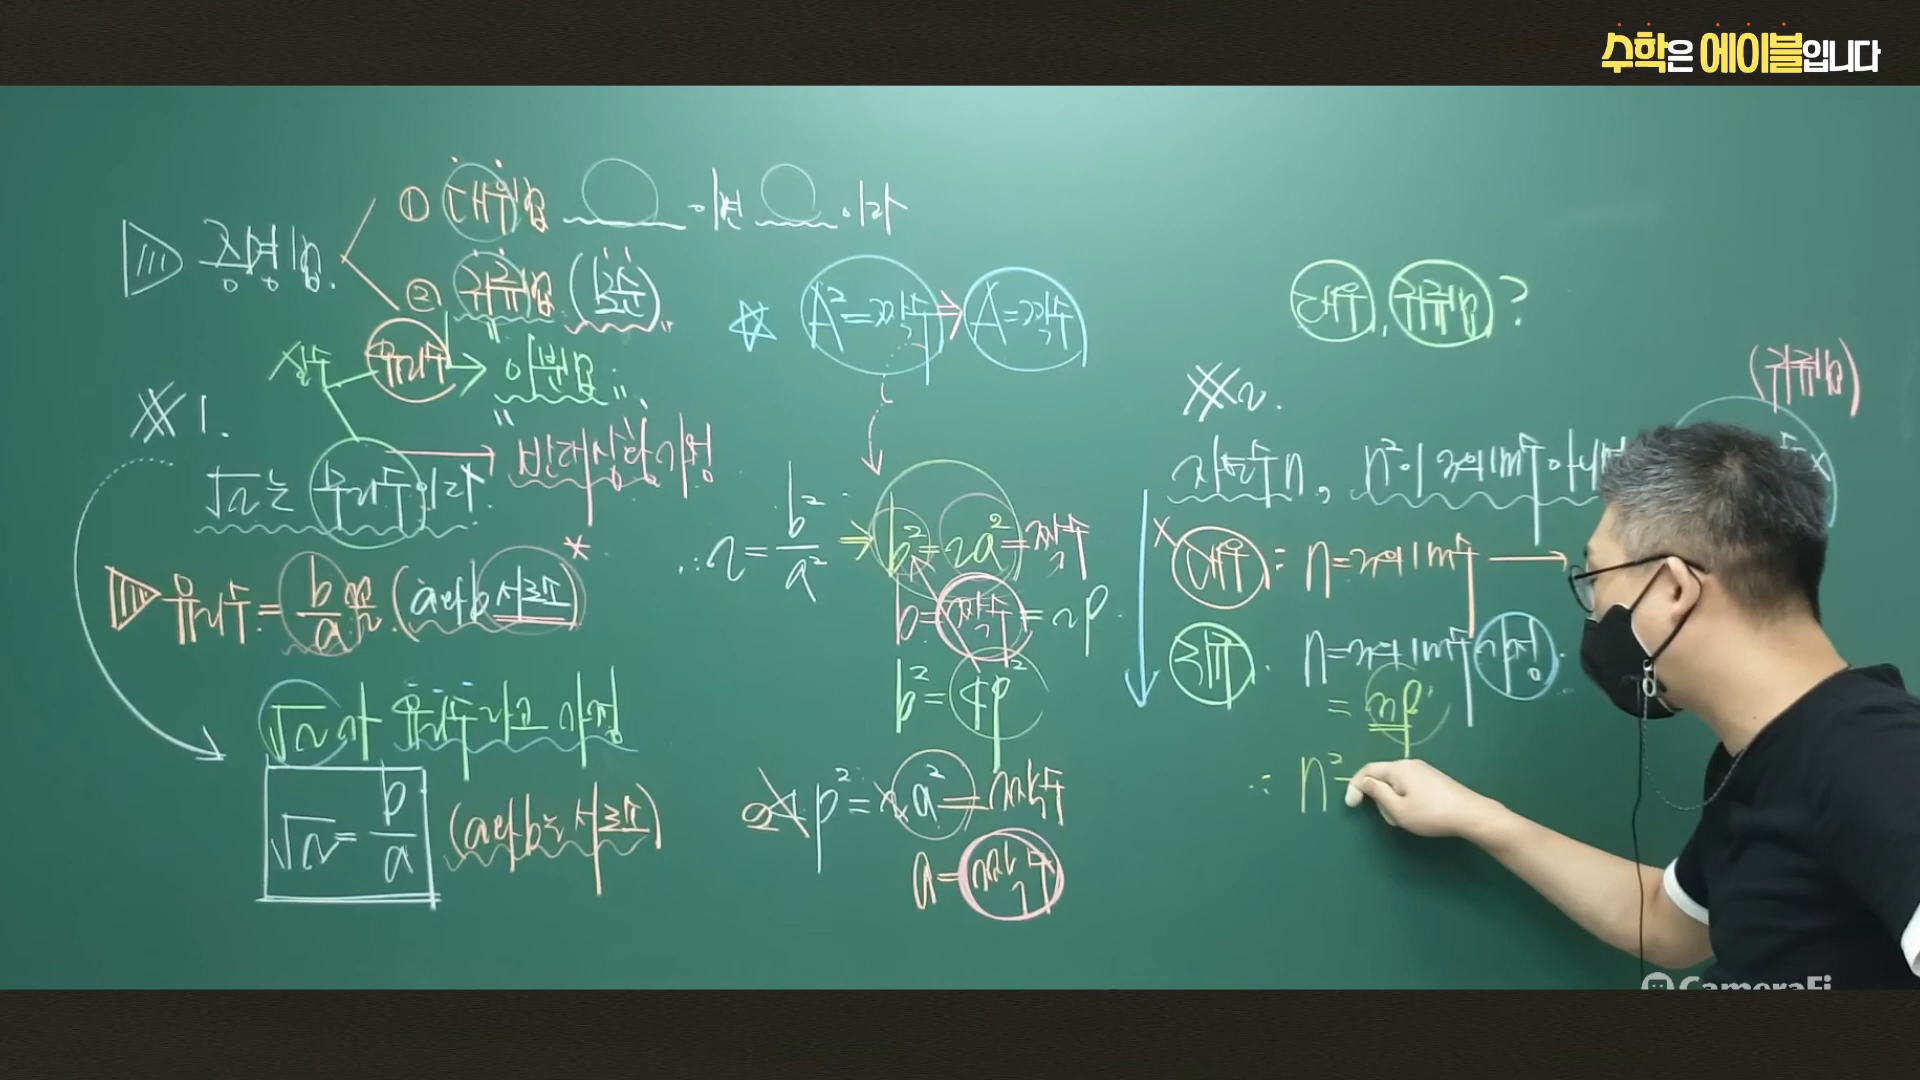 수학은 에이블입니다
증명법.
① 대우법 ○ 이면 ○ 이다
② 귀류법 (모순)
실수
유리수 → 이분법
※1.
√2는 무리수이다. → 반대상황가정
유리수 = b/a 꼴 (a와 b 서로소) *
√2가 유리수라고 가정
√2 = b/a (a와 b는 서로소)
☆ A²=짝수 → A=짝수
∴ 2 = b²/a² ⇒ b² = 2a² = 짝수
b = 짝수 = 2p
b² = 4p²
2 4p² = 2a² = 짝수
a = 짝수
대우, 귀류법 ?
(귀류법)
※2.
자연수 n, n²이 3의 배수 아니면
× 대우 : n=3의 배수 →
귀류. n=3의 배수 가정.
= 3p
∴ n²
CameraFi